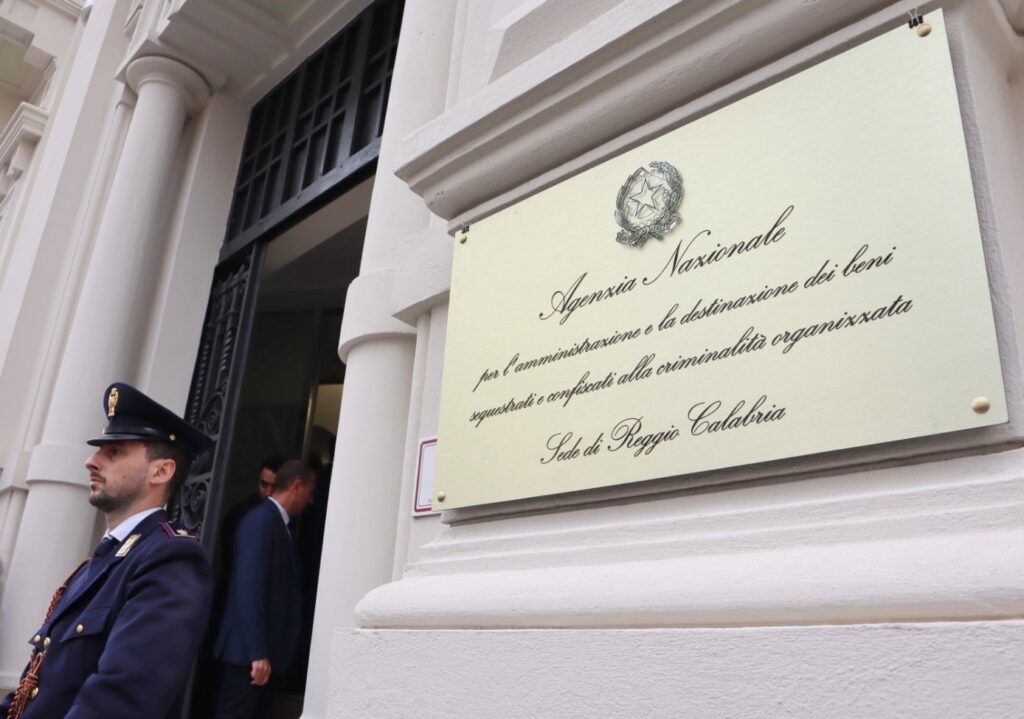 Agenzia Nazionale
per l'amministrazione e la destinazione dei beni
sequestrati e confiscati alla criminalità organizzata
Sede di Reggio Calabria